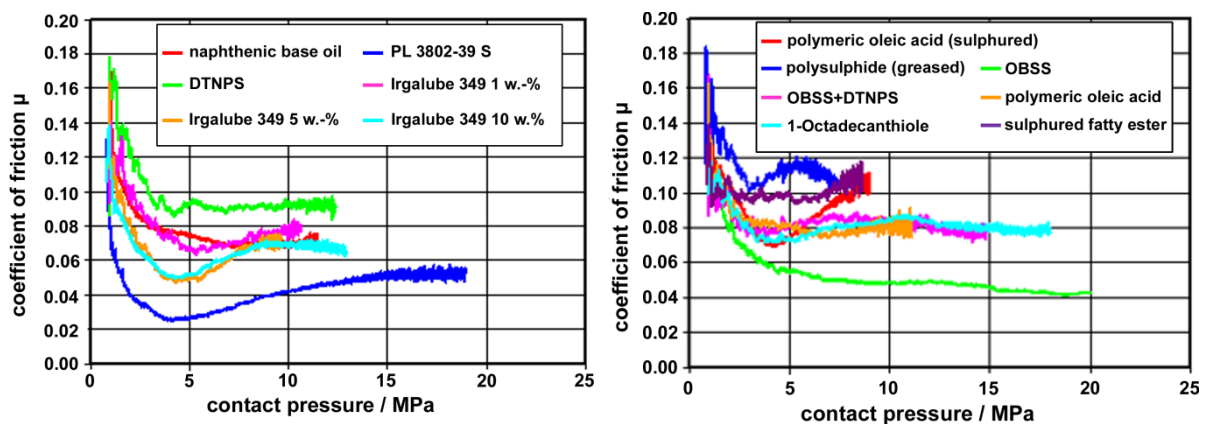 0.20
0.18
0.16
0.14
0.12
0.10
0.08
0.06
0.04
0.02
0.00
coefficient of friction µ
naphthenic base oil
PL 3802-39 S
DTNPS
Irgalube 349 1 w.-%
Irgalube 349 5 w.-%
Irgalube 349 10 w.%
0 5 10 15 20 25
contact pressure / MPa
0.20
0.18
0.16
0.14
0.12
0.10
0.08
0.06
0.04
0.02
0.00
coefficient of friction µ
polymeric oleic acid (sulphured)
polysulphide (greased)
OBSS
OBSS+DTNPS
polymeric oleic acid
1-Octadecanthiole
sulphured fatty ester
0 5 10 15 20 25
contact pressure / MPa